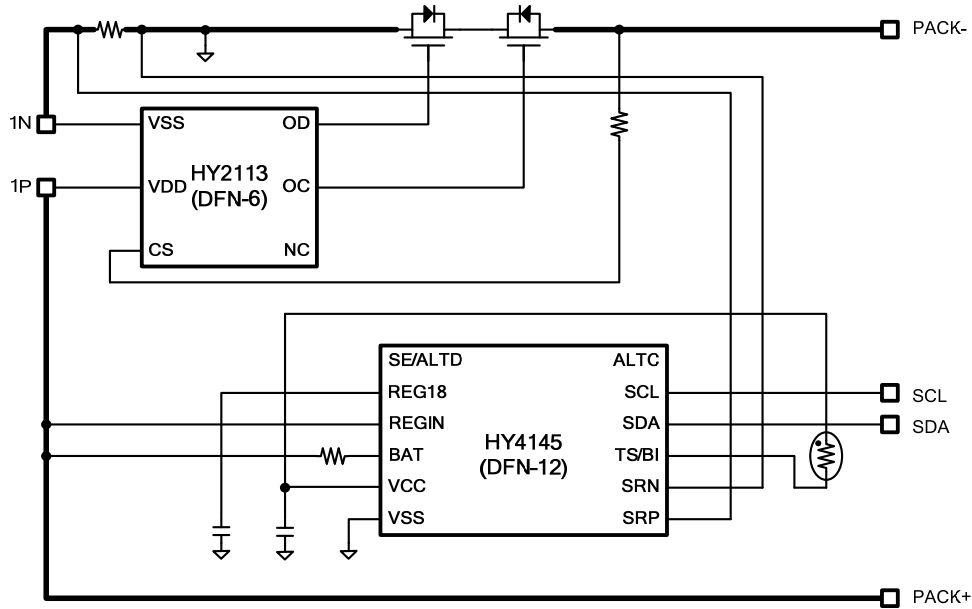 PACK-
1N
VSS
OD
HY2113
(DFN-6)
1P
VDD
OC
CS
NC
SE/ALTD
ALTC
REG18
SCL
SCL
REGIN
SDA
SDA
HY4145
(DFN-12)
BAT
TS/BI
VCC
SRN
VSS
SRP
PACK+